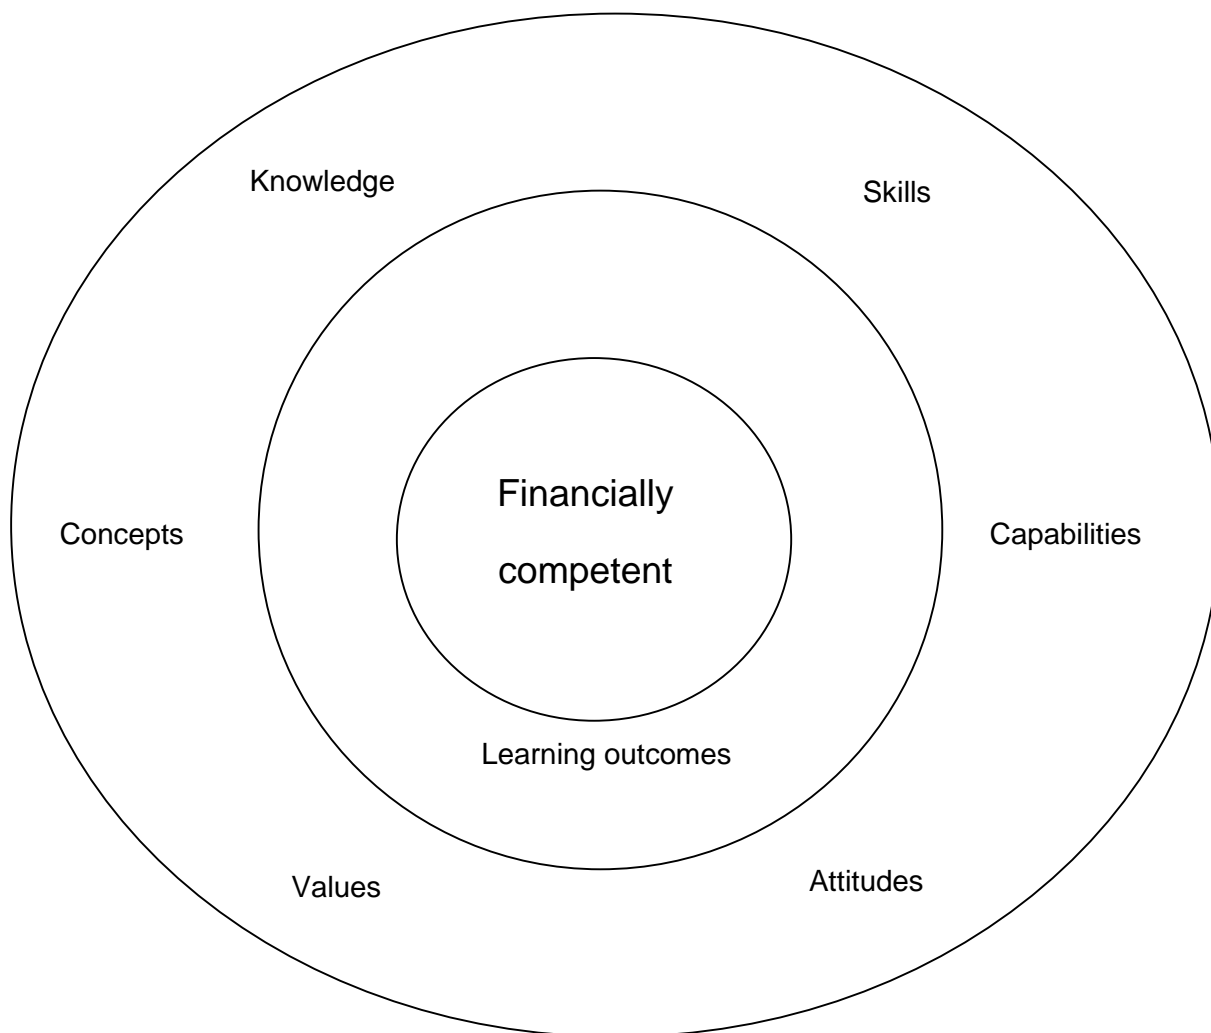 Knowledge
Skills
Financially
competent
Concepts
Capabilities
Learning outcomes
Values
Attitudes